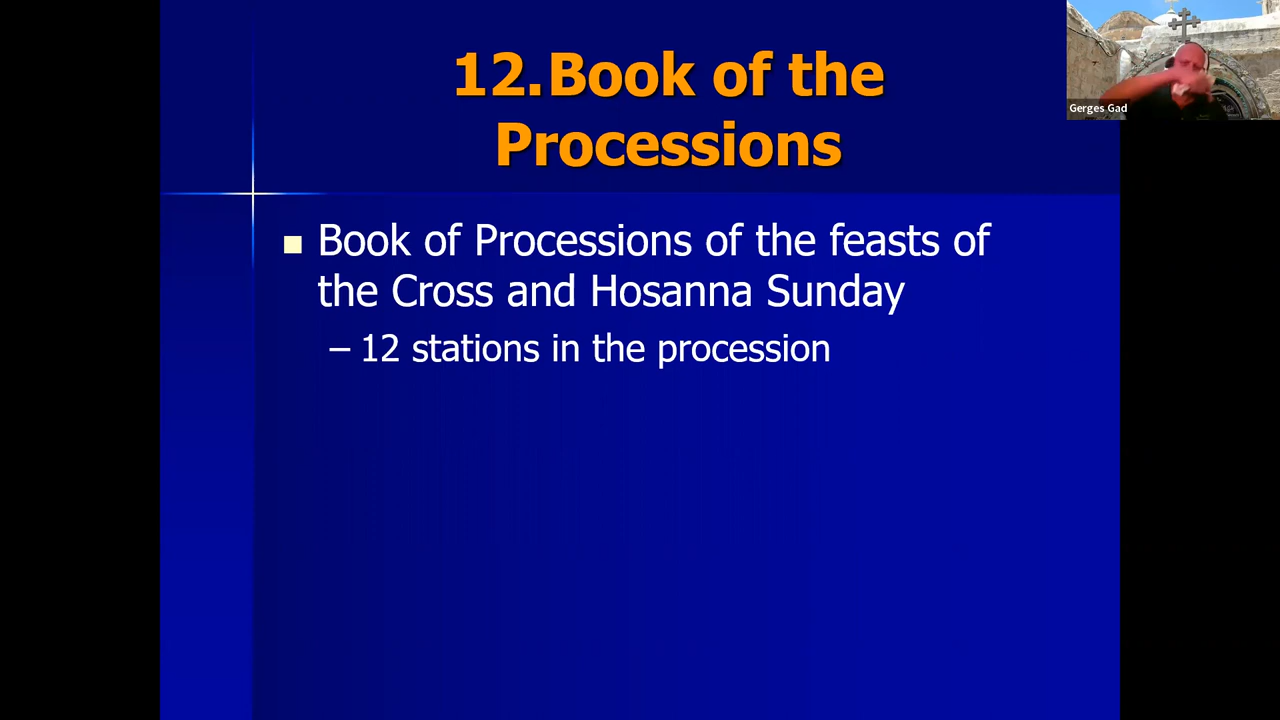 12. Book of the
Processions
■ Book of Processions of the feasts of
the Cross and Hosanna Sunday
– 12 stations in the procession
Gerges Gad